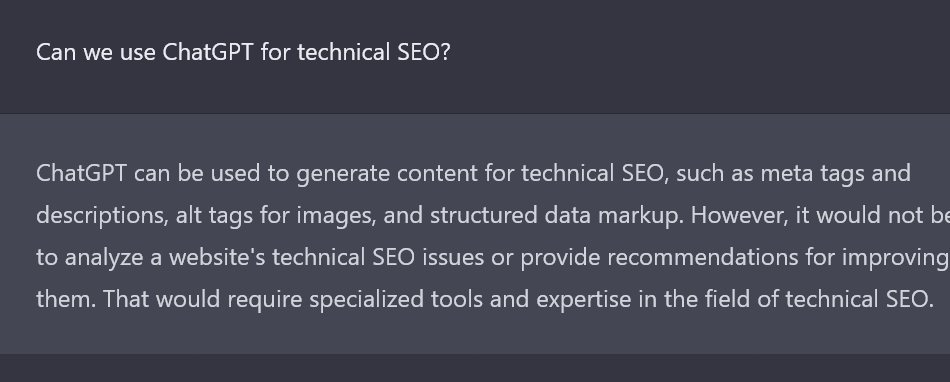 Can we use ChatGPT for technical SEO?
ChatGPT can be used to generate content for technical SEO, such as meta tags and
descriptions, alt tags for images, and structured data markup. However, it would not be
to analyze a website's technical SEO issues or provide recommendations for improving
them. That would require specialized tools and expertise in the field of technical SEO.